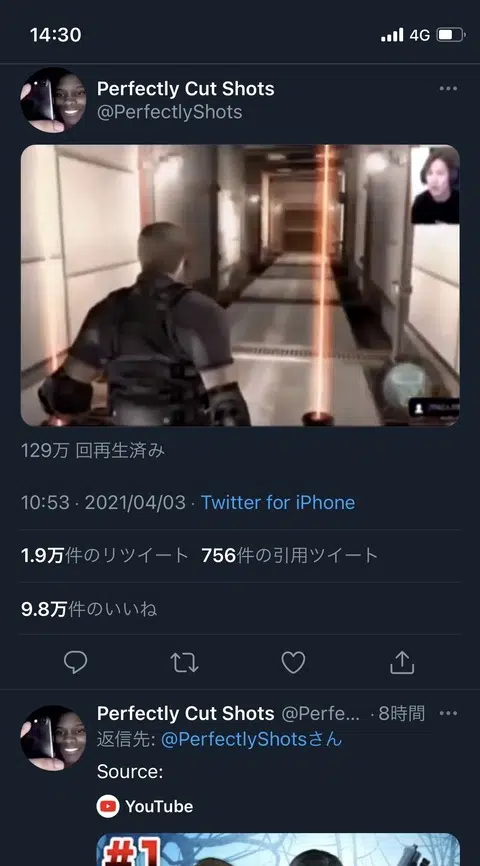 14:30
4G
Perfectly Cut Shots
@PerfectlyShots
129万 回再生済み
10:53 · 2021/04/03 · Twitter for iPhone
1.9万件のリツイート 756件の引用ツイート
9.8万件のいいね
Perfectly Cut Shots @Perfe... · 8時間
返信先: @PerfectlyShotsさん
Source:
YouTube
#1